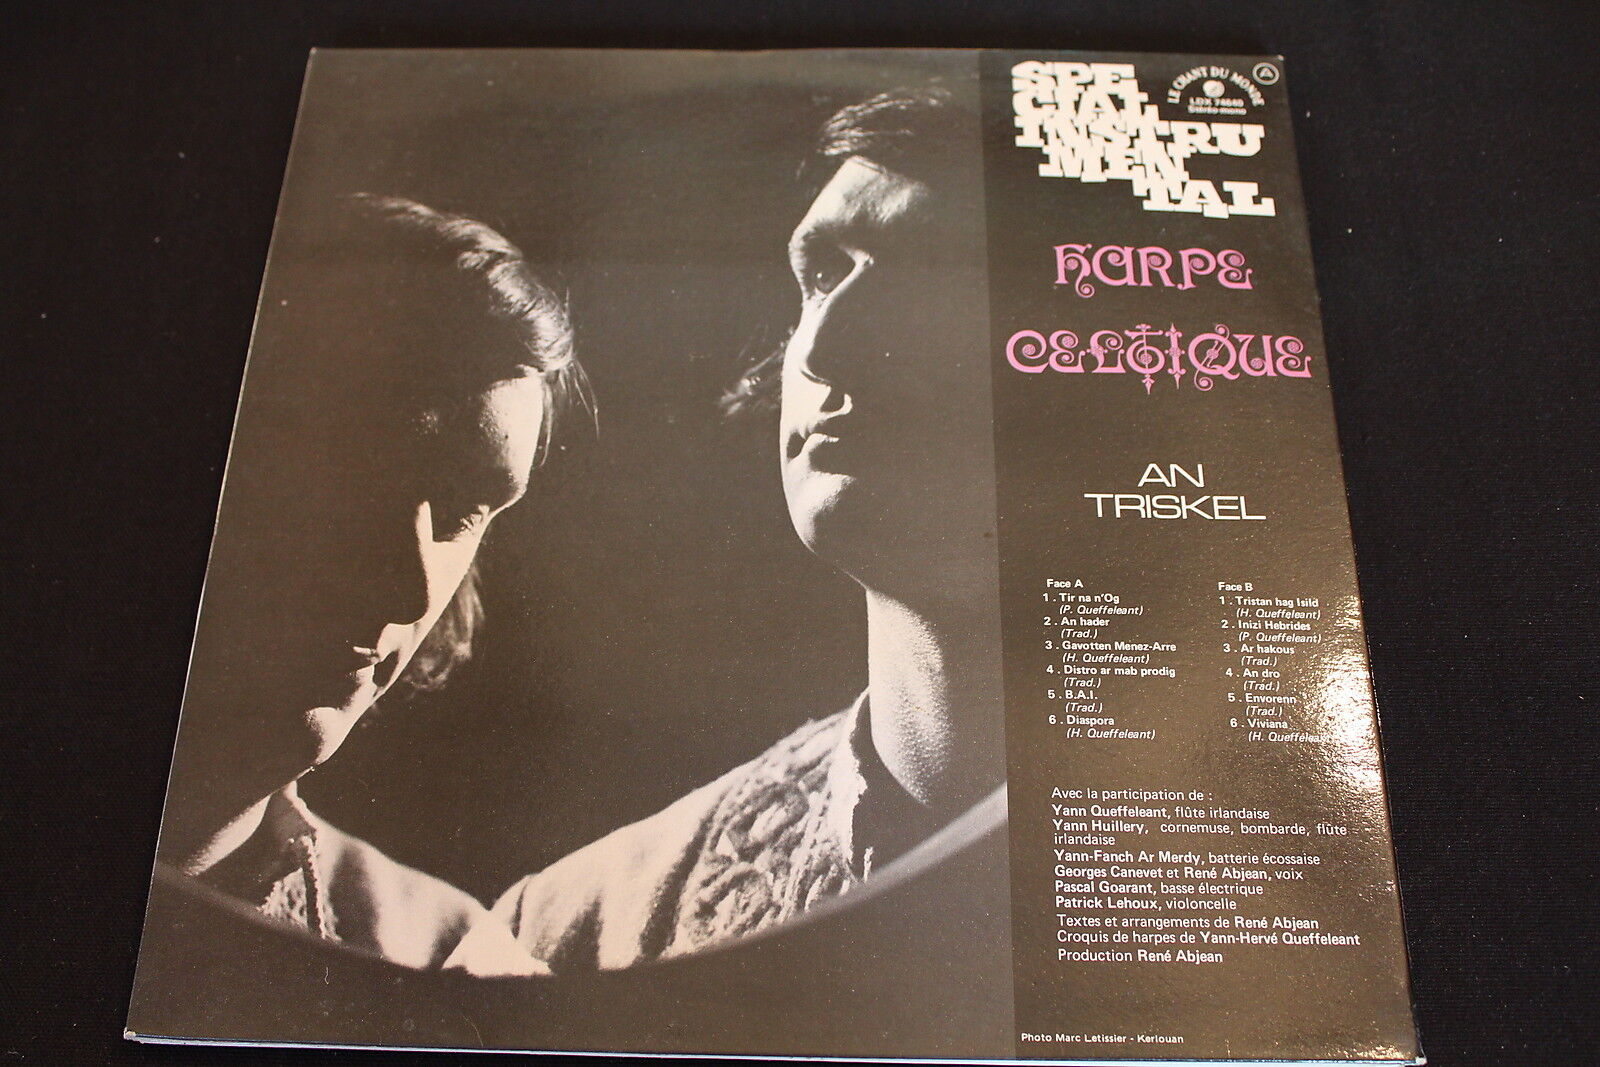 SPE
CIAL
INSTRU
MEN
TAL
LE CHANT DU MONDE
LDX 74640
Stéréo-mono
HARPE
CELTIQUE
AN
TRISKEL
Face A
1 . Tir na n'Og
(P. Queffeleant)
2 . An hader
(Trad.)
3 . Gavotten Menez-Arre
(H. Queffeleant)
4 . Distro ar mab prodig
(Trad.)
5 . B.A.I.
(Trad.)
6 . Diaspora
(H. Queffeleant)
Face B
1 . Tristan hag Isild
(H. Queffeleant)
2 . Inizi Hebrides
(P. Queffeleant)
3 . Ar hakous
(Trad.)
4 . An dro
(Trad.)
5 . Envorenn
(Trad.)
6 . Viviana
(H. Queffeleant)
Avec la participation de :
Yann Queffeleant, flûte irlandaise
Yann Huillery, cornemuse, bombarde, flûte
irlandaise
Yann-Fanch Ar Merdy, batterie écossaise
Georges Canevet et René Abjean, voix
Pascal Goarant, basse électrique
Patrick Lehoux, violoncelle
Textes et arrangements de René Abjean
Croquis de harpes de Yann-Hervé Queffeleant
Production René Abjean
Photo Marc Letissier - Kerlouan